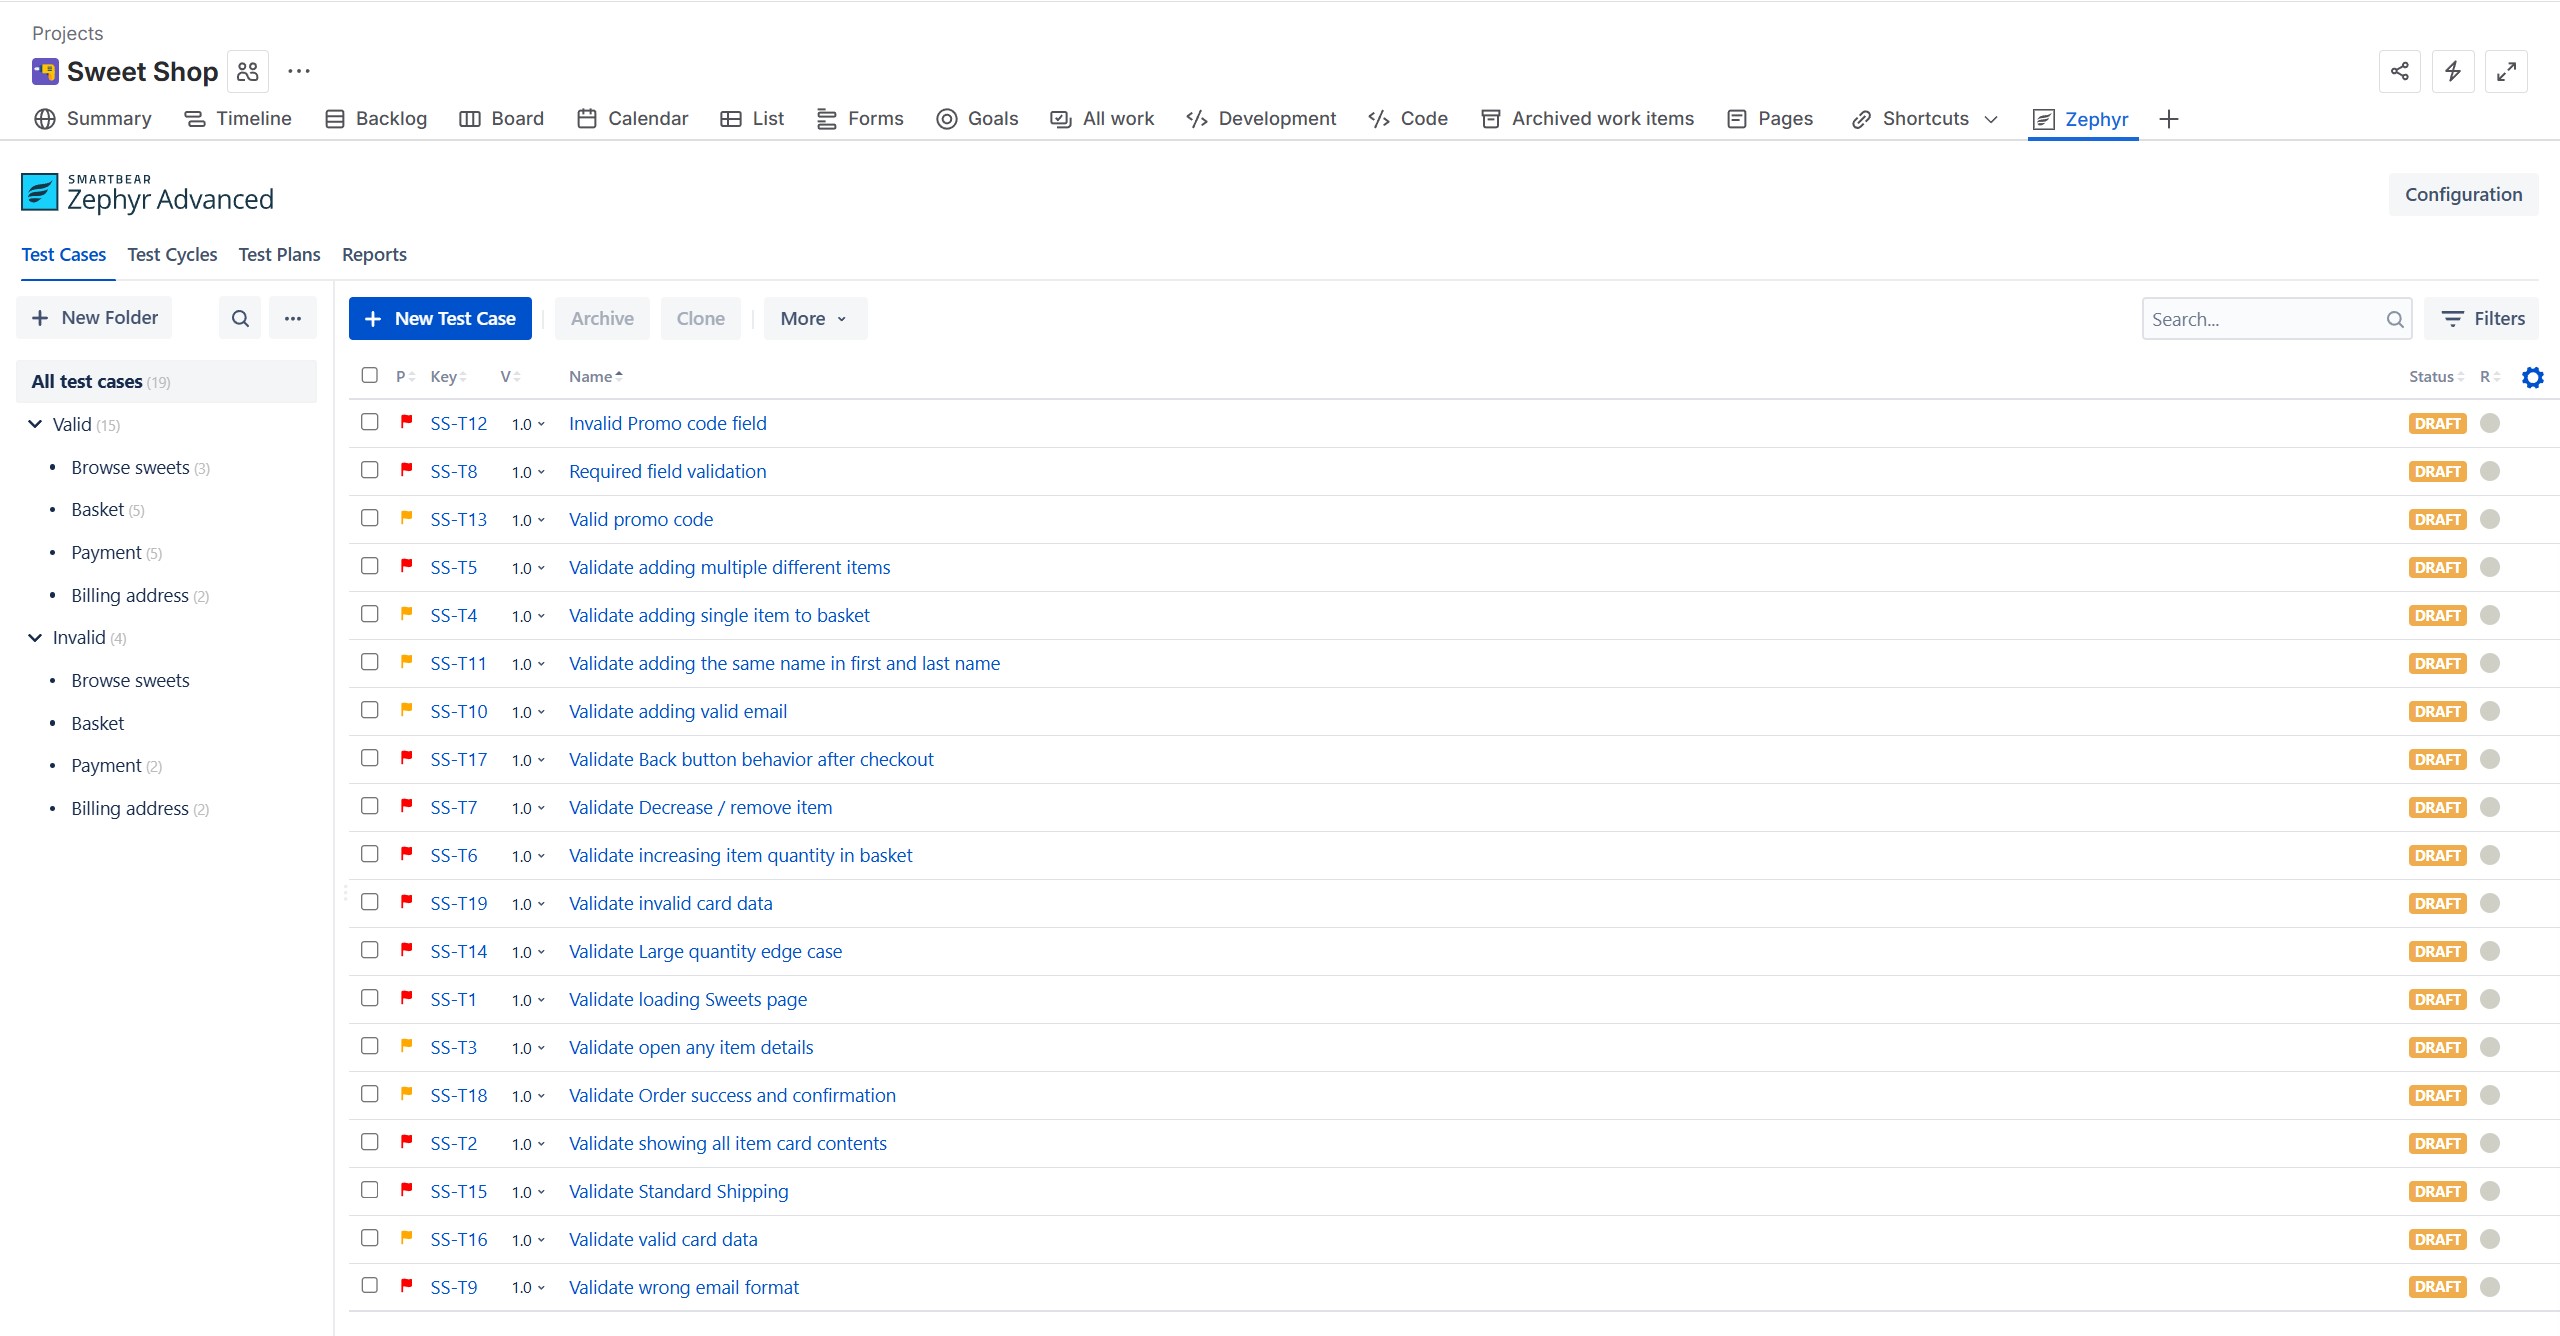 Projects
Sweet Shop
Summary Timeline Backlog Board Calendar List Forms Goals All work Development Code Archived work items Pages Shortcuts Zephyr
SMARTBEAR
Zephyr Advanced
Configuration
Test Cases Test Cycles Test Plans Reports
New Folder
New Test Case Archive Clone More Search... Filters
All test cases (19)
Valid (15)
Browse sweets (3)
Basket (5)
Payment (5)
Billing address (2)
Invalid (4)
Browse sweets
Basket
Payment (2)
Billing address (2)
P Key V Name Status R
SS-T12 1.0 Invalid Promo code field DRAFT
SS-T8 1.0 Required field validation DRAFT
SS-T13 1.0 Valid promo code DRAFT
SS-T5 1.0 Validate adding multiple different items DRAFT
SS-T4 1.0 Validate adding single item to basket DRAFT
SS-T11 1.0 Validate adding the same name in first and last name DRAFT
SS-T10 1.0 Validate adding valid email DRAFT
SS-T17 1.0 Validate Back button behavior after checkout DRAFT
SS-T7 1.0 Validate Decrease / remove item DRAFT
SS-T6 1.0 Validate increasing item quantity in basket DRAFT
SS-T19 1.0 Validate invalid card data DRAFT
SS-T14 1.0 Validate Large quantity edge case DRAFT
SS-T1 1.0 Validate loading Sweets page DRAFT
SS-T3 1.0 Validate open any item details DRAFT
SS-T18 1.0 Validate Order success and confirmation DRAFT
SS-T2 1.0 Validate showing all item card contents DRAFT
SS-T15 1.0 Validate Standard Shipping DRAFT
SS-T16 1.0 Validate valid card data DRAFT
SS-T9 1.0 Validate wrong email format DRAFT